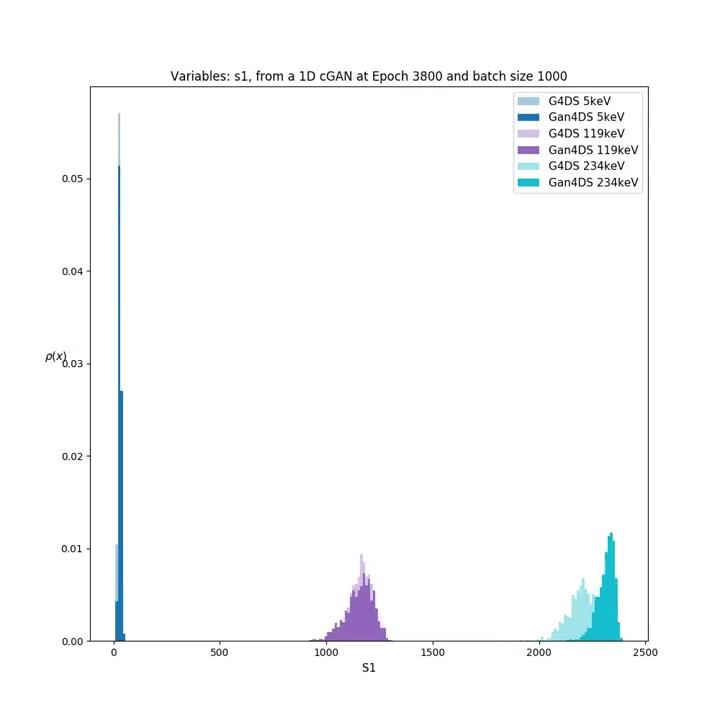 Variables: s1, from a 1D cGAN at Epoch 3800 and batch size 1000
G4DS 5keV
Gan4DS 5keV
G4DS 119keV
Gan4DS 119keV
G4DS 234keV
Gan4DS 234keV
0.05
0.04
ρ(x)
0.03
0.02
0.01
0.00
0 500 1000 1500 2000 2500
S1